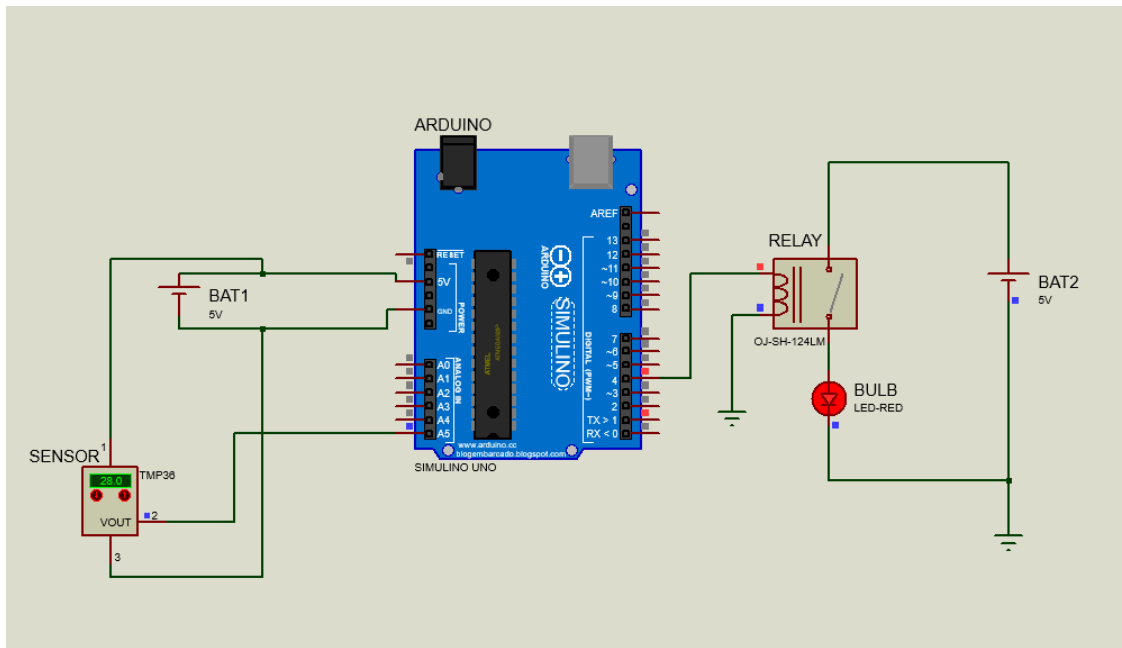 ARDUINO
AREF
RESET
5V
POWER
GND
13
12
~11
~10
~9
8
ARDUINO
SIMULINO
DIGITAL (PWM~)
7
~6
~5
4
~3
2
TX > 1
RX < 0
ANALOG IN
A0
A1
A2
A3
A4
A5
ATMEL
www.arduino.cc
blogembarcado.blogspot.com
SIMULINO UNO
BAT1
5V
SENSOR
1
TMP36
28.0
VOUT
2
3
RELAY
OJ-SH-124LM
BAT2
5V
BULB
LED-RED